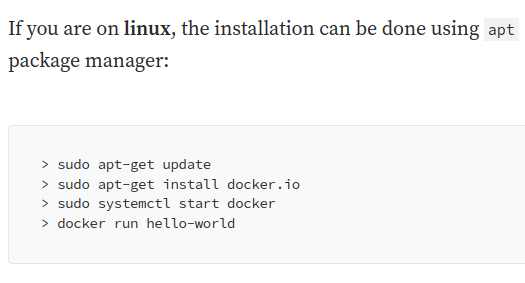 If you are on linux, the installation can be done using apt
package manager:
> sudo apt-get update
> sudo apt-get install docker.io
> sudo systemctl start docker
> docker run hello-world